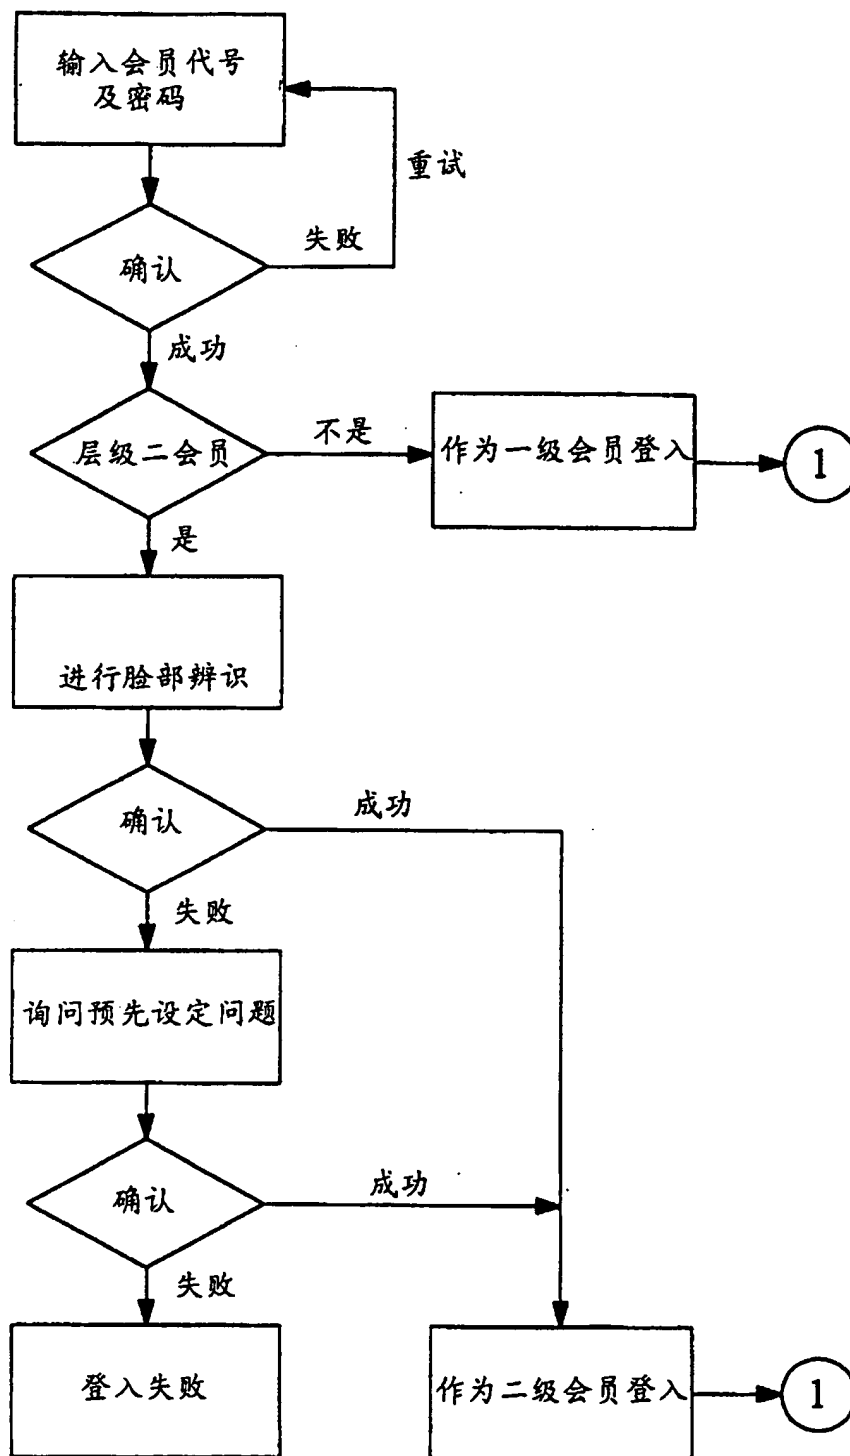 输入会员代号
及密码
重试
失败
确认
成功
层级二会员
不是
作为一级会员登入
1
是
进行脸部辨识
确认
成功
失败
询问预先设定问题
确认
成功
失败
登入失败
作为二级会员登入
1